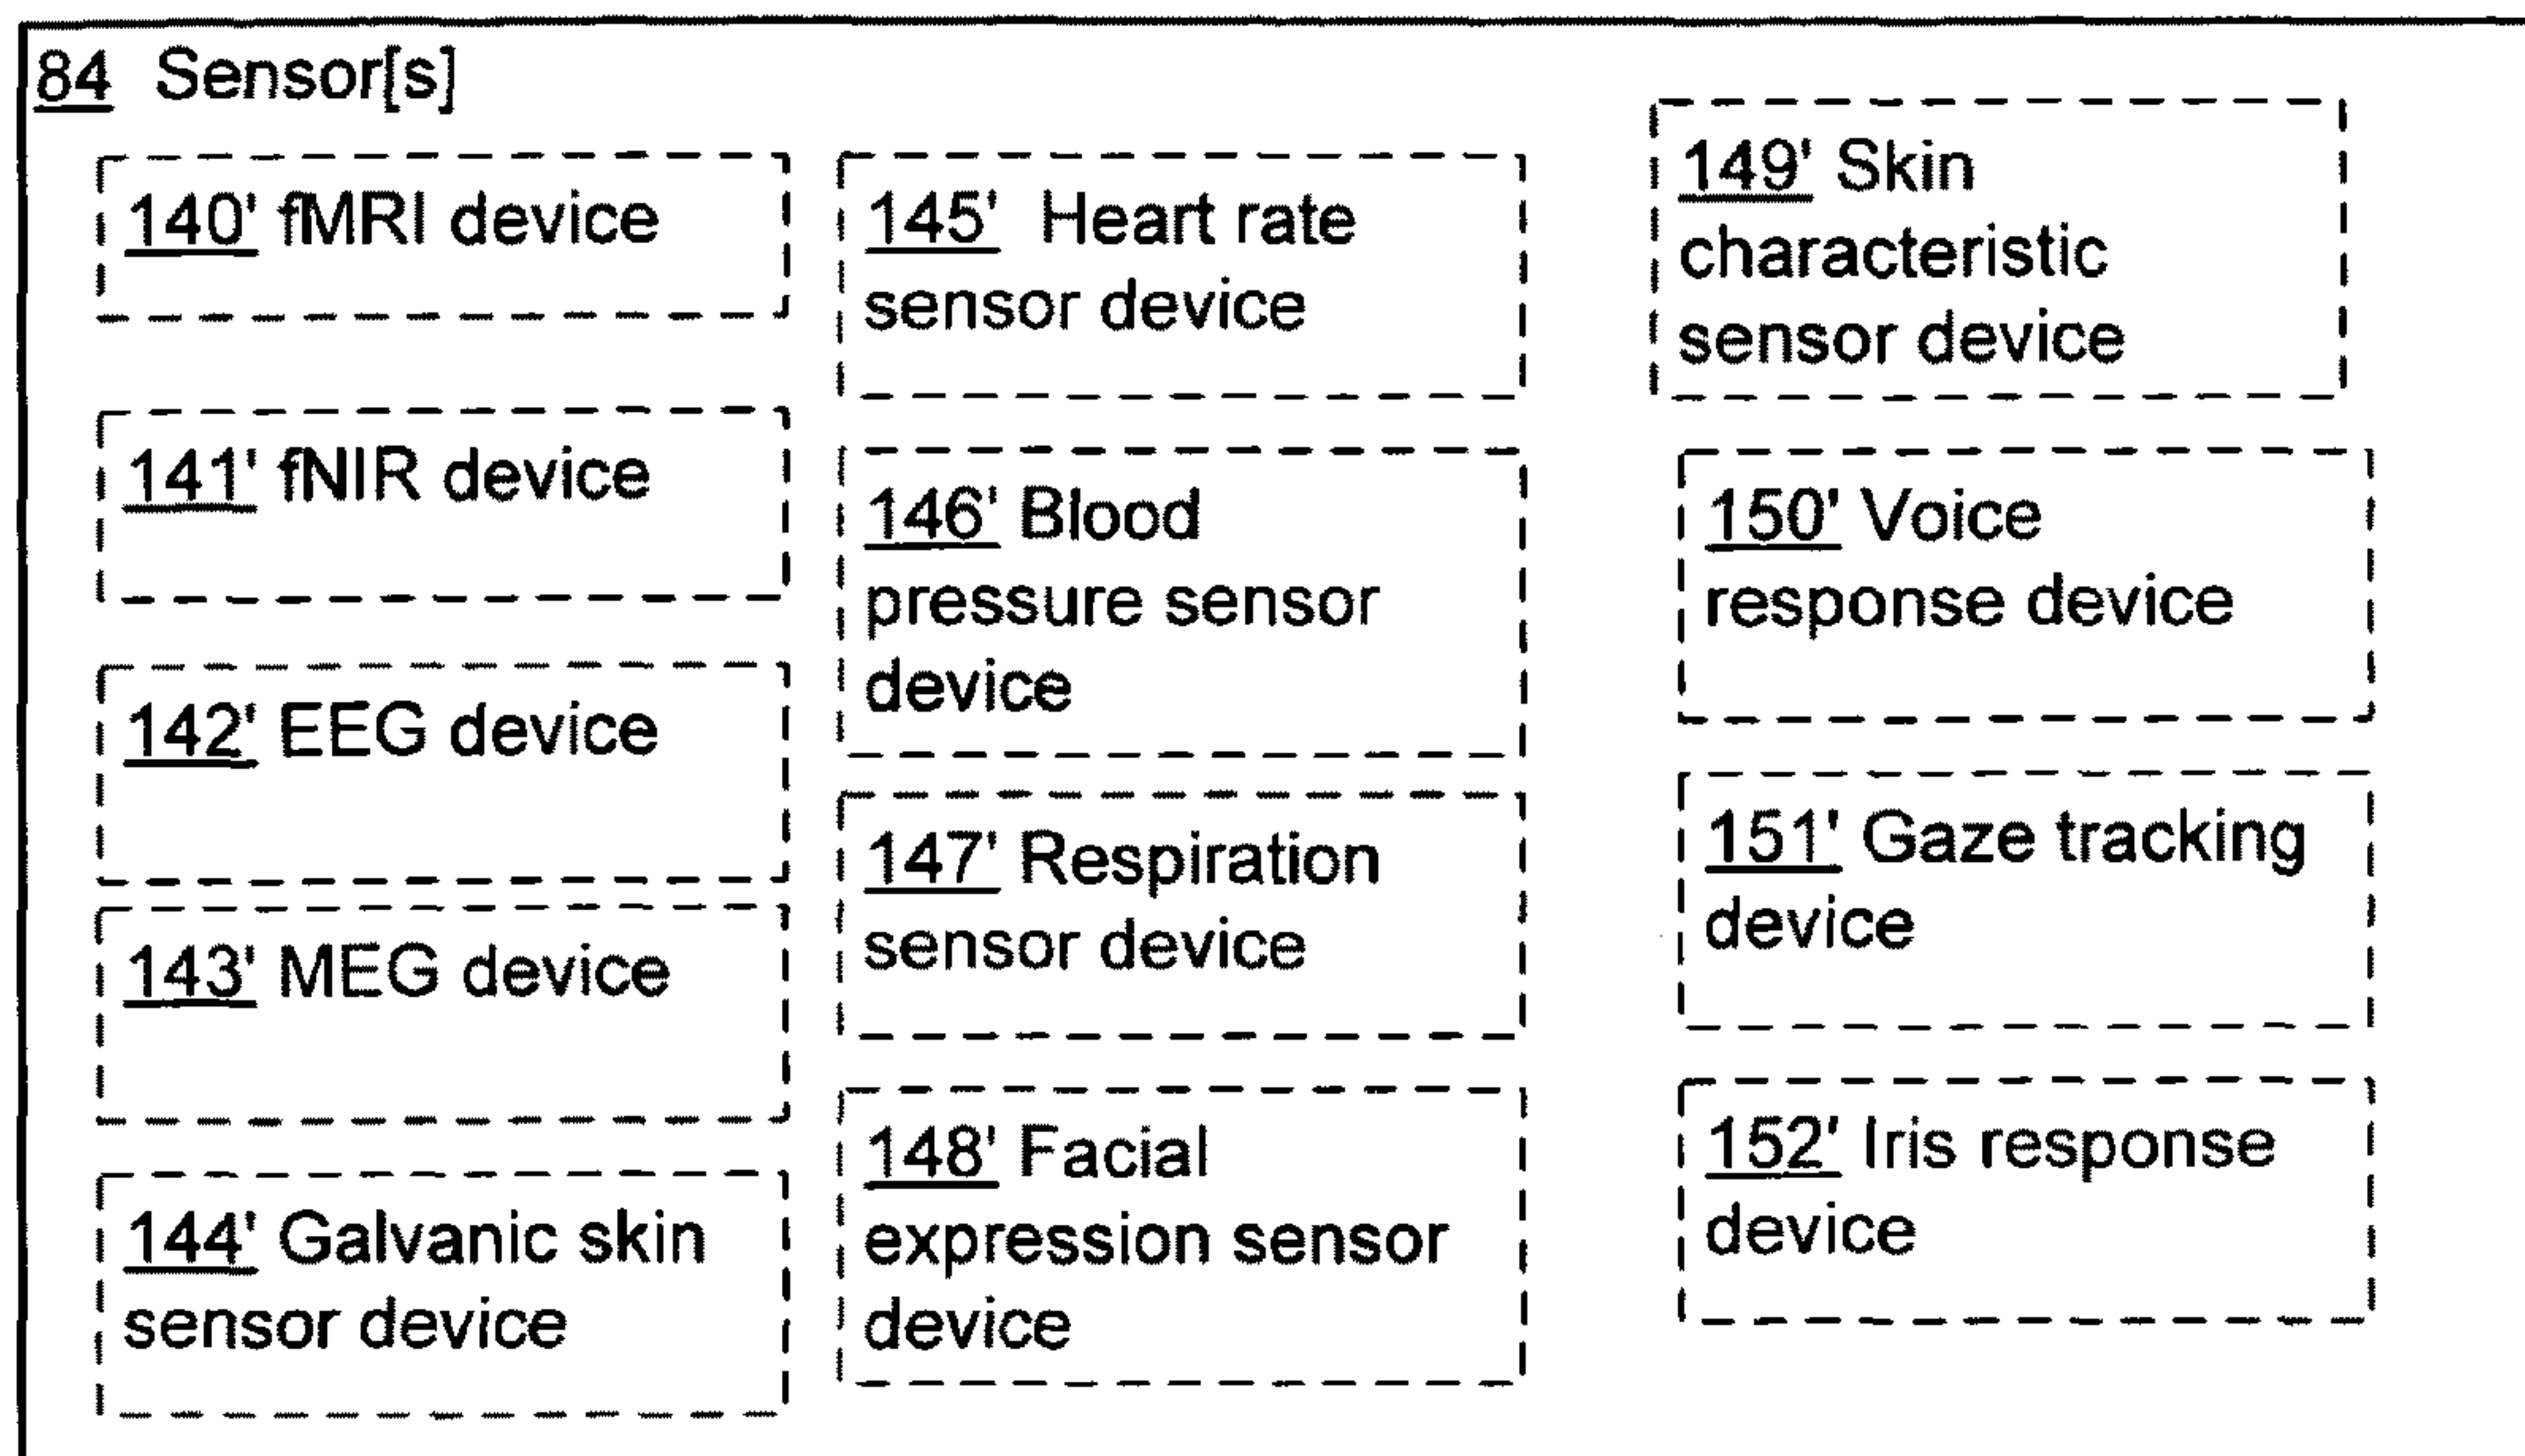 84 Sensor[s]
140' fMRI device
141' fNIR device
142' EEG device
143' MEG device
144' Galvanic skin
sensor device
145' Heart rate
sensor device
146' Blood
pressure sensor
device
147' Respiration
sensor device
148' Facial
expression sensor
device
149' Skin
characteristic
sensor device
150' Voice
response device
151' Gaze tracking
device
152' Iris response
device